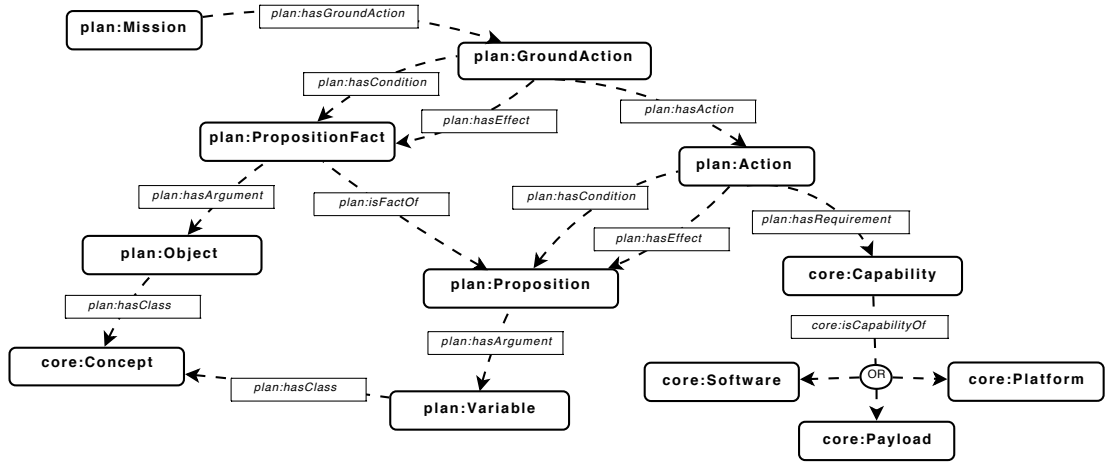 plan:Mission
plan:hasGroundAction
plan:GroundAction
plan:hasCondition
plan:hasEffect
plan:hasAction
plan:PropositionFact
plan:Action
plan:hasArgument
plan:isFactOf
plan:hasCondition
plan:hasRequirement
plan:hasEffect
plan:Object
core:Capability
plan:Proposition
plan:hasClass
core:isCapabilityOf
plan:hasArgument
core:Concept
core:Software
OR
core:Platform
plan:hasClass
plan:Variable
core:Payload